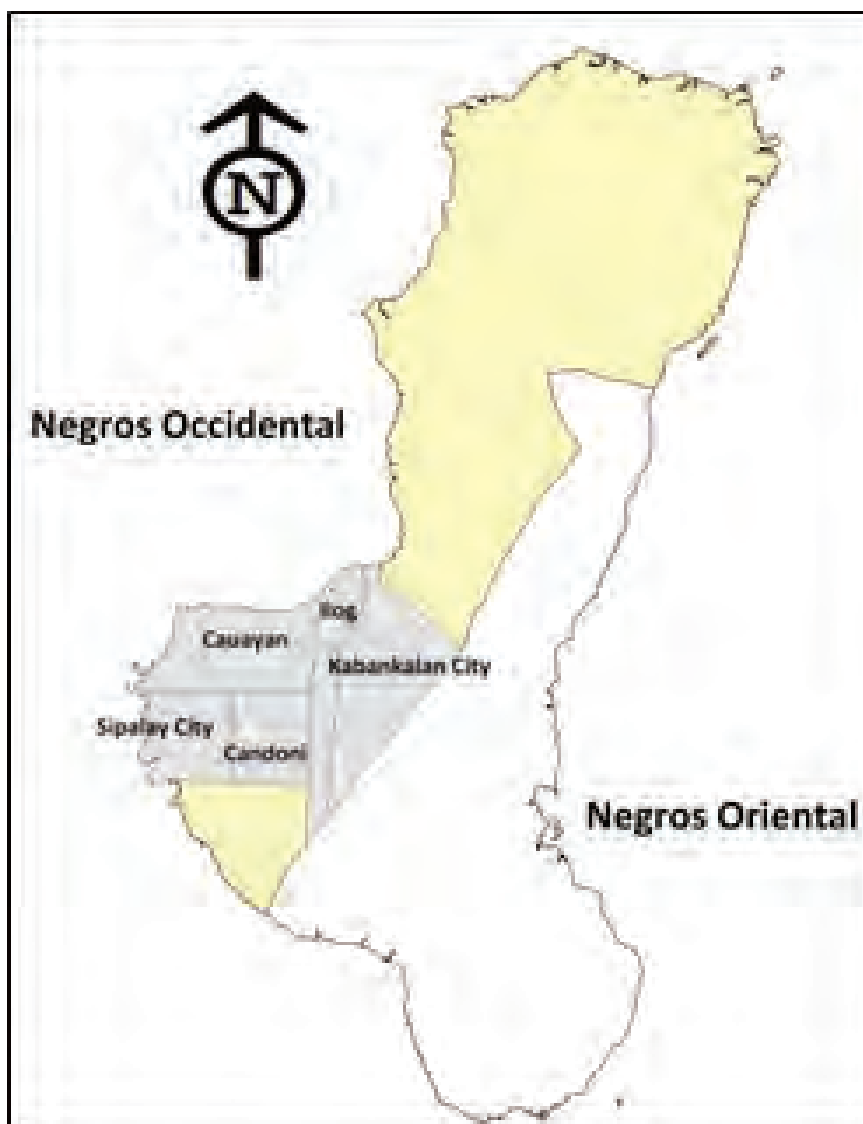 N
Negros Occidental
Ilog
Cauayan
Kabankalan City
Sipalay City
Candoni
Negros Oriental